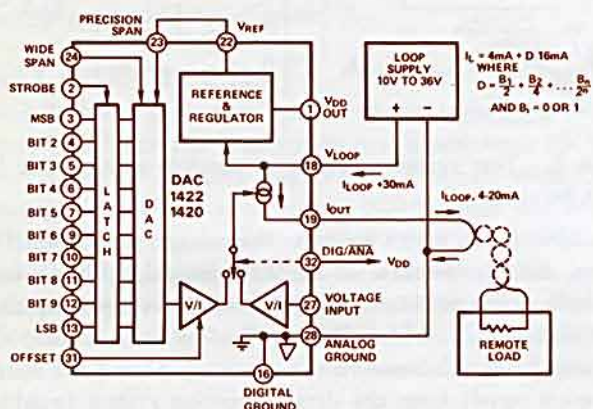 PRECISION
SPAN
VREF
WIDE
SPAN
23
22
24
STROBE
2
MSB
3
BIT 2
4
BIT 3
5
BIT 4
6
BIT 5
7
BIT 6
9
BIT 7
10
BIT 8
11
BIT 9
12
LSB
13
OFFSET
31
LATCH
DAC
DAC
1422
1420
REFERENCE
&
REGULATOR
V/I
V/I
1
VDD
OUT
18
VLOOP
19
IOUT
32
DIG/ANA
VDD
27
VOLTAGE
INPUT
28
ANALOG
GROUND
16
DIGITAL
GROUND
LOOP
SUPPLY
10V TO 36V
+ −
ILOOP +30mA
ILOOP, 4-20mA
REMOTE
LOAD
IL = 4mA + D 16mA
WHERE
D = B1/2 + B2/4 + ... Bn/2n
AND Bi = 0 OR 1